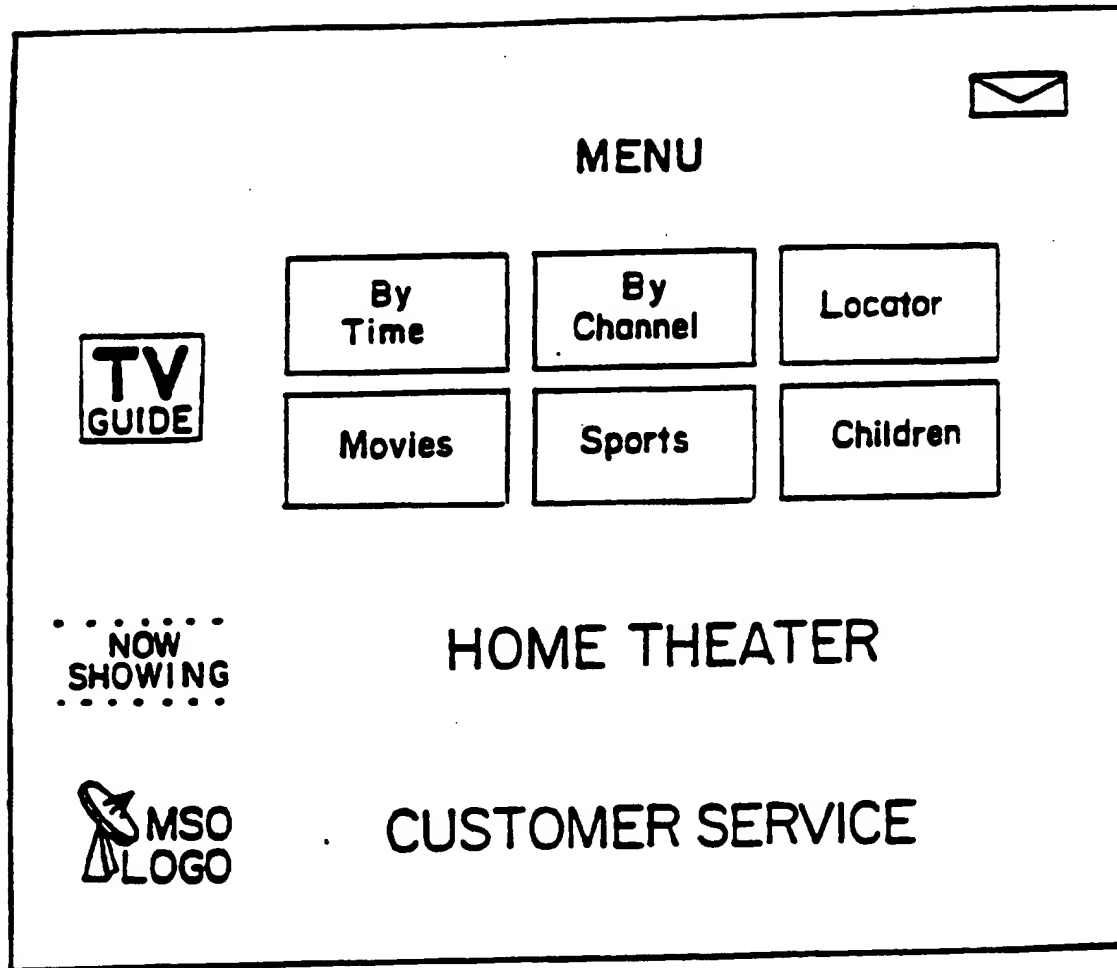 MENU
By
Time
By
Channel
Locator
TV
GUIDE
Movies
Sports
Children
NOW
SHOWING
HOME THEATER
MSO
LOGO
CUSTOMER SERVICE